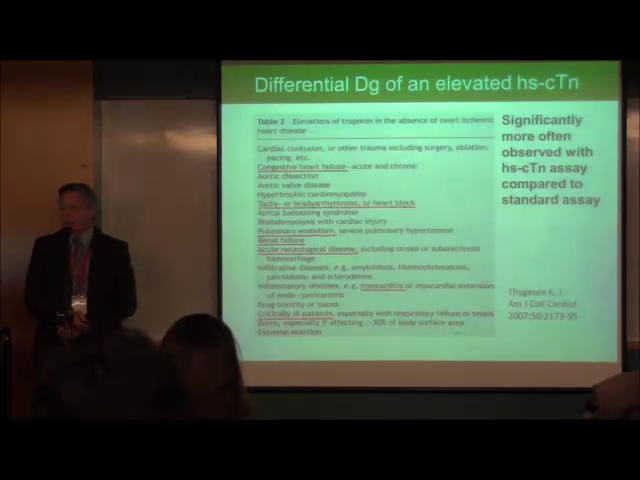 Differential Dg of an elevated hs-cTn
Table 2 Elevations of troponin in the absence of overt ischemic
heart disease
Cardiac contusion, or other trauma including surgery, ablation,
pacing, etc.
Congestive heart failure—acute and chronic
Aortic dissection
Aortic valve disease
Hypertrophic cardiomyopathy
Tachy- or bradyarrhythmias, or heart block
Apical ballooning syndrome
Rhabdomyolysis with cardiac injury
Pulmonary embolism, severe pulmonary hypertension
Renal failure
Acute neurological disease, including stroke or subarachnoid
haemorrhage
Infiltrative diseases, e.g. amyloidosis, haemochromatosis,
sarcoidosis, and scleroderma
Inflammatory diseases, e.g. myocarditis or myocardial extension
of endo-/pericarditis
Drug toxicity or toxins
Critically ill patients, especially with respiratory failure or sepsis
Burns, especially if affecting >30% of body surface area
Extreme exertion
Significantly
more often
observed with
hs-cTn assay
compared to
standard assay
Thygesen K, J
Am I Coll Cardiol
2007;50:2173-95